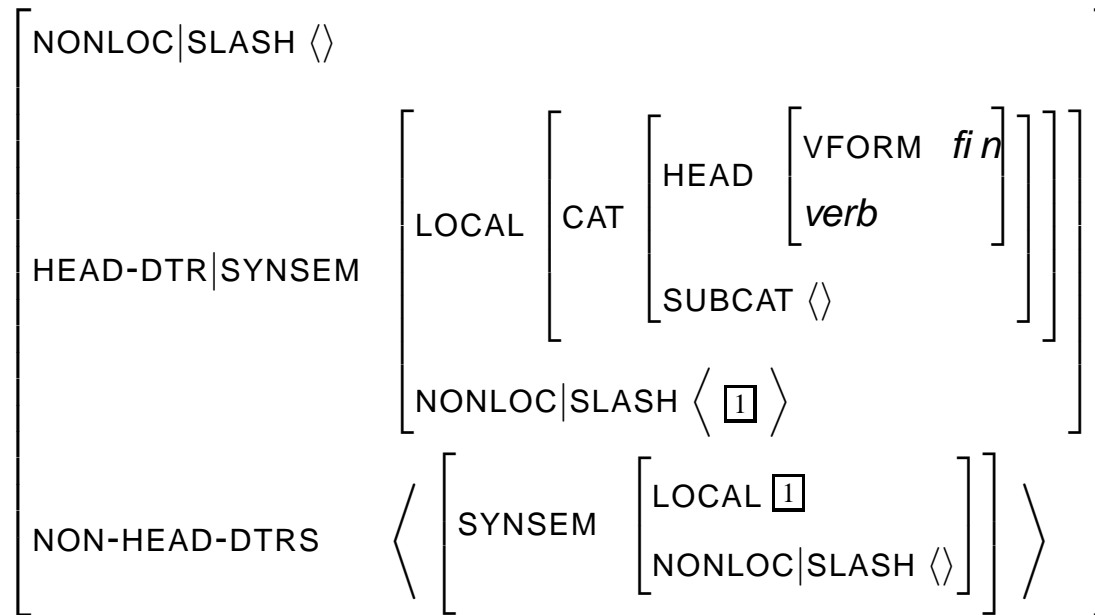 NONLOC|SLASH ⟨⟩
HEAD-DTR|SYNSEM
LOCAL
CAT
HEAD
VFORM fin
verb
SUBCAT ⟨⟩
NONLOC|SLASH ⟨ 1 ⟩
NON-HEAD-DTRS
⟨
SYNSEM
LOCAL 1
NONLOC|SLASH ⟨⟩
⟩